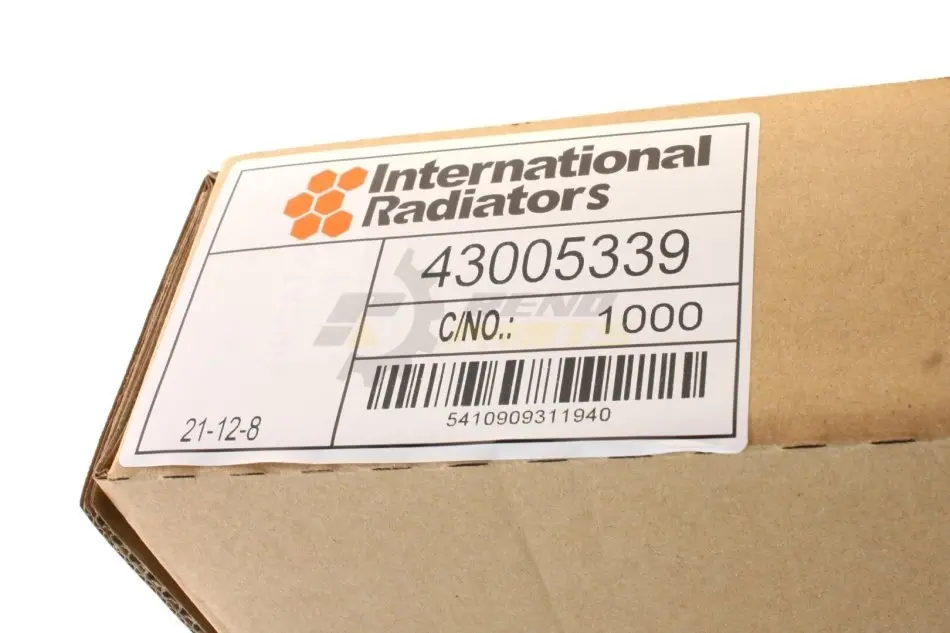 International
Radiators
43005339
C/NO.: 1000
5410909311940
21-12-8